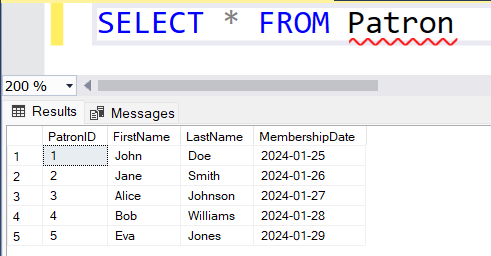 SELECT * FROM Patron
200 %
Results Messages
PatronID FirstName LastName MembershipDate
1 1 John Doe 2024-01-25
2 2 Jane Smith 2024-01-26
3 3 Alice Johnson 2024-01-27
4 4 Bob Williams 2024-01-28
5 5 Eva Jones 2024-01-29